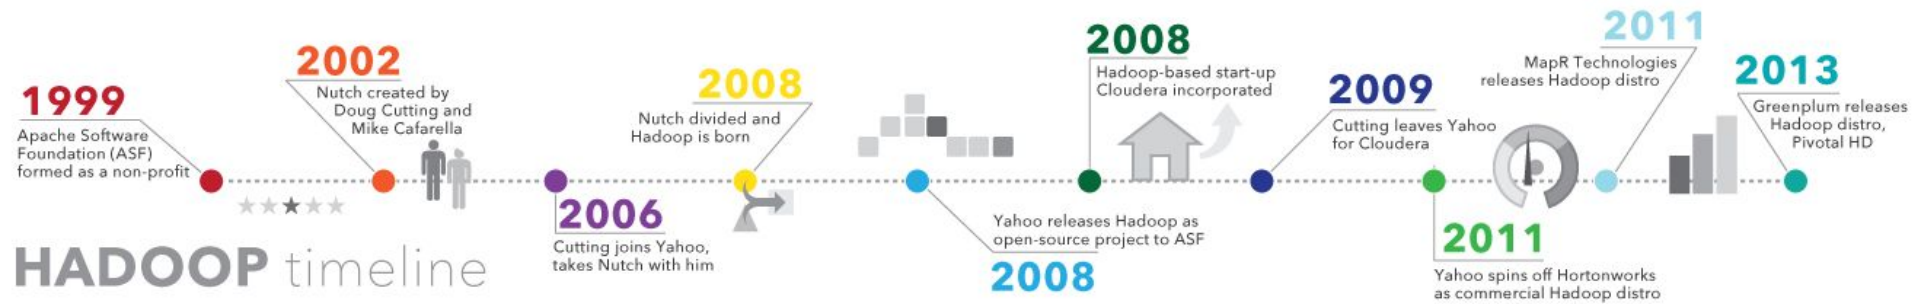 1999
Apache Software
Foundation (ASF)
formed as a non-profit
2002
Nutch created by
Doug Cutting and
Mike Cafarella
2006
Cutting joins Yahoo,
takes Nutch with him
2008
Nutch divided and
Hadoop is born
Yahoo releases Hadoop as
open-source project to ASF
2008
2008
Hadoop-based start-up
Cloudera incorporated
2009
Cutting leaves Yahoo
for Cloudera
2011
Yahoo spins off Hortonworks
as commercial Hadoop distro
2011
MapR Technologies
releases Hadoop distro
2013
Greenplum releases
Hadoop distro,
Pivotal HD
HADOOP timeline